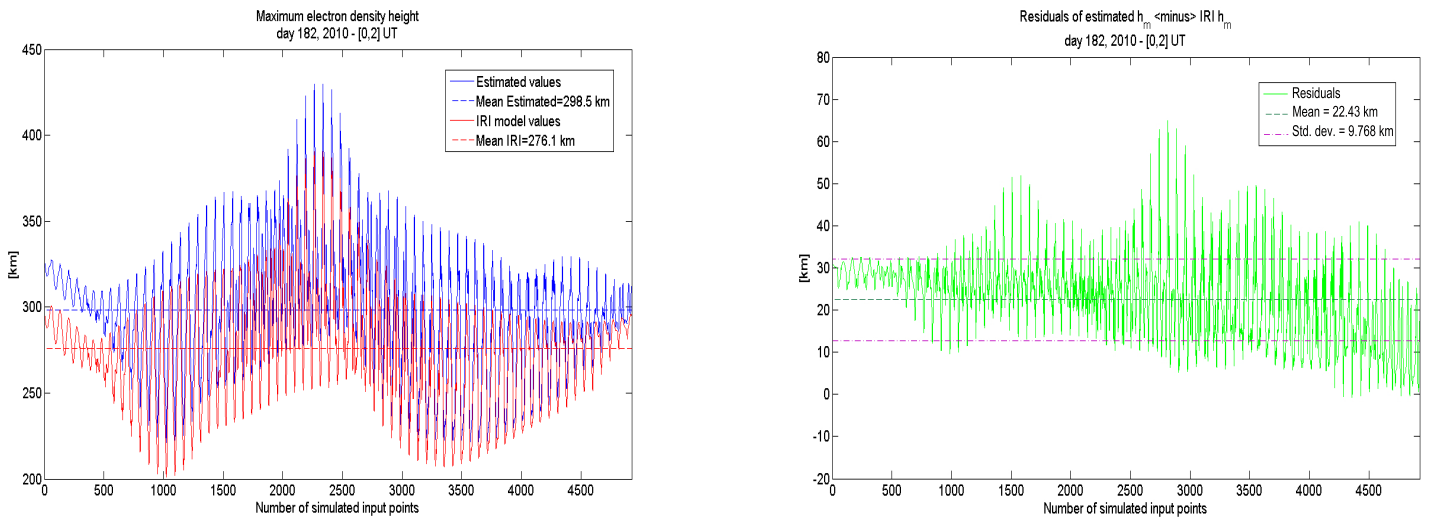 Maximum electron density height
day 182, 2010 - [0,2] UT
450
400
350
300
250
200
[km]
0 500 1000 1500 2000 2500 3000 3500 4000 4500
Number of simulated input points
Estimated values
Mean Estimated=298.5 km
IRI model values
Mean IRI=276.1 km
Residuals of estimated h_m <minus> IRI h_m
day 182, 2010 - [0,2] UT
80
70
60
50
40
30
20
10
0
-10
-20
[km]
0 500 1000 1500 2000 2500 3000 3500 4000 4500
Number of simulated input points
Residuals
Mean = 22.43 km
Std. dev. = 9.768 km